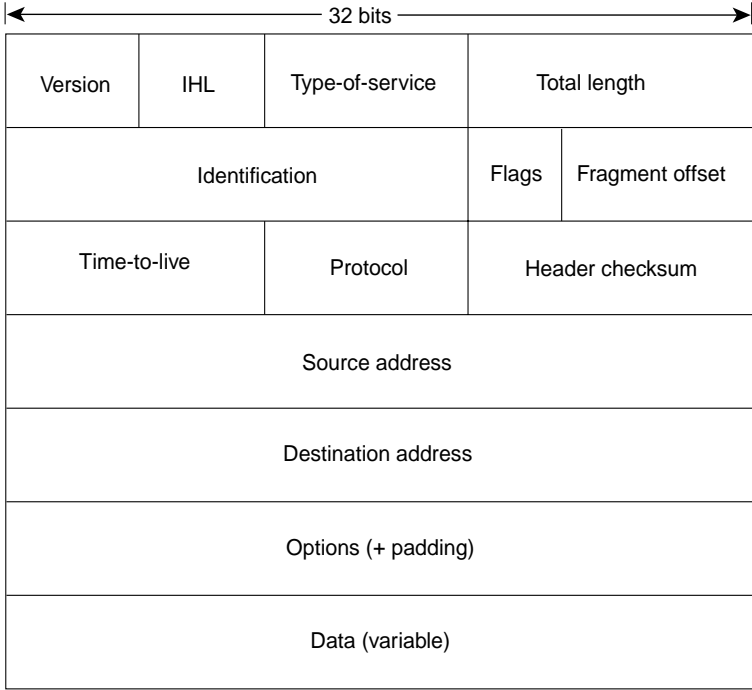 32 bits
Version IHL Type-of-service Total length
Identification Flags Fragment offset
Time-to-live Protocol Header checksum
Source address
Destination address
Options (+ padding)
Data (variable)